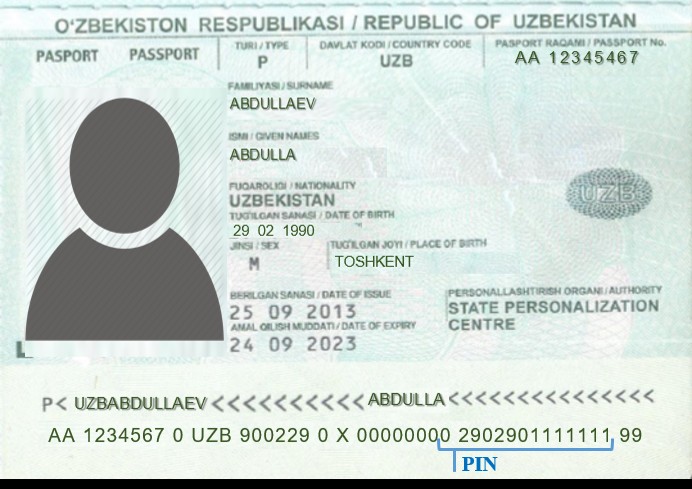 O‘ZBEKISTON RESPUBLIKASI / REPUBLIC OF UZBEKISTAN
PASPORT PASSPORT
TURI / TYPE
P
DAVLAT KODI / COUNTRY CODE
UZB
PASPORT RAQAMI / PASSPORT No.
AA 12345467
FAMILIYASI / SURNAME
ABDULLAEV
ISMI / GIVEN NAMES
ABDULLA
FUQAROLIGI / NATIONALITY
UZBEKISTAN
TUG'ILGAN SANASI / DATE OF BIRTH
29 02 1990
JINSI / SEX
M
TUG'ILGAN JOYI / PLACE OF BIRTH
TOSHKENT
BERILGAN SANASI / DATE OF ISSUE
25 09 2013
AMAL QILISH MUDDATI / DATE OF EXPIRY
24 09 2023
PERSONALLASHTIRISH ORGANI / AUTHORITY
STATE PERSONALIZATION
CENTRE
UZB
P< UZBABDULLAEV <<<<<<<<<< ABDULLA <<<<<<<<<<<<<<<<
AA 1234567 0 UZB 900229 0 X 00000000 2902901111111 99
PIN